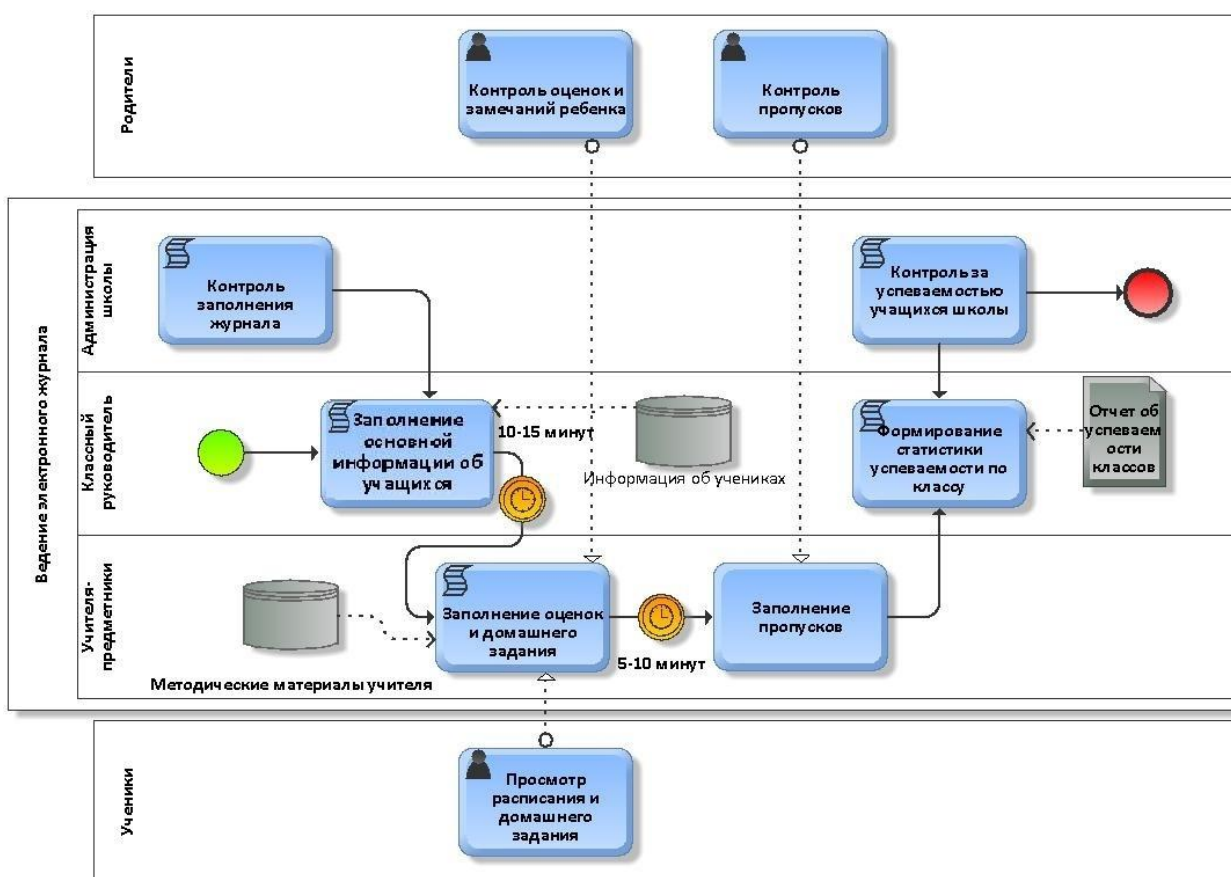 Родители
Контроль оценок и
замечаний ребенка
Контроль
пропусков
Ведение электронного журнала
Администрация
школы
Контроль
заполнения
журнала
Контроль за
успеваемостью
учащихся школы
Классный
руководитель
Заполнение
основной
информации об
учащихся
10-15 минут
Информация об учениках
Формирование
статистики
успеваемости по
классу
Отчет об
успеваем
ости
классов
Учителя-
предметники
Методические материалы учителя
Заполнение оценок
и домашнего
задания
5-10 минут
Заполнение
пропусков
Ученики
Просмотр
расписания и
домашнего
задания